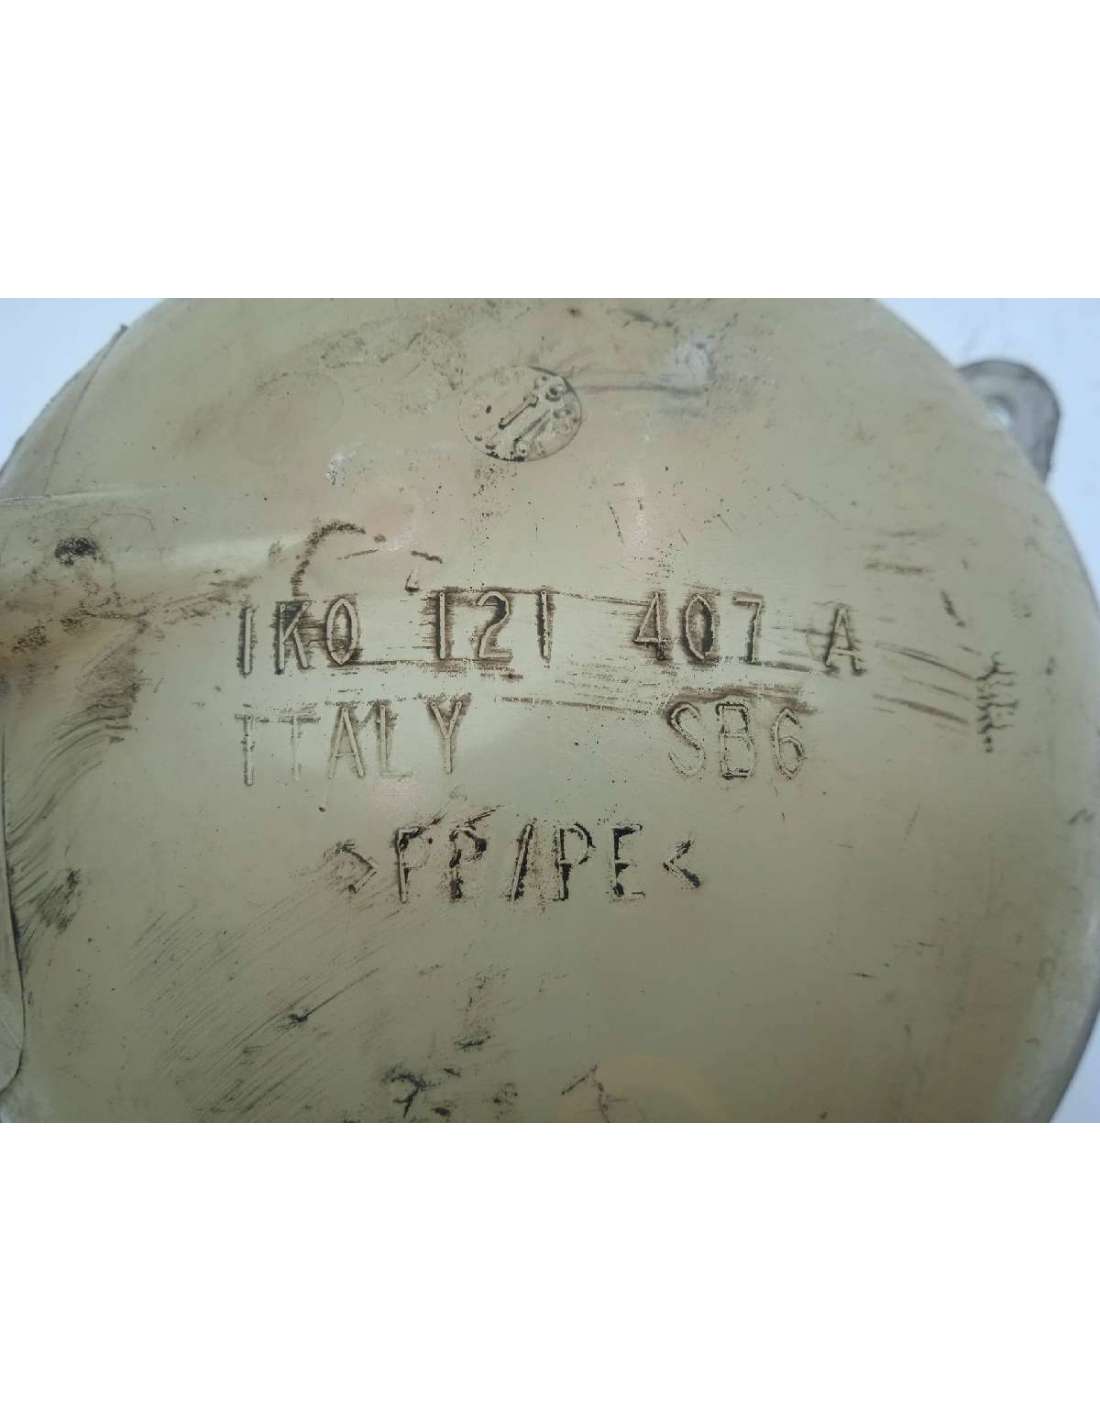 1K0 121 407 A
ITALY SB6
>PP/PE<